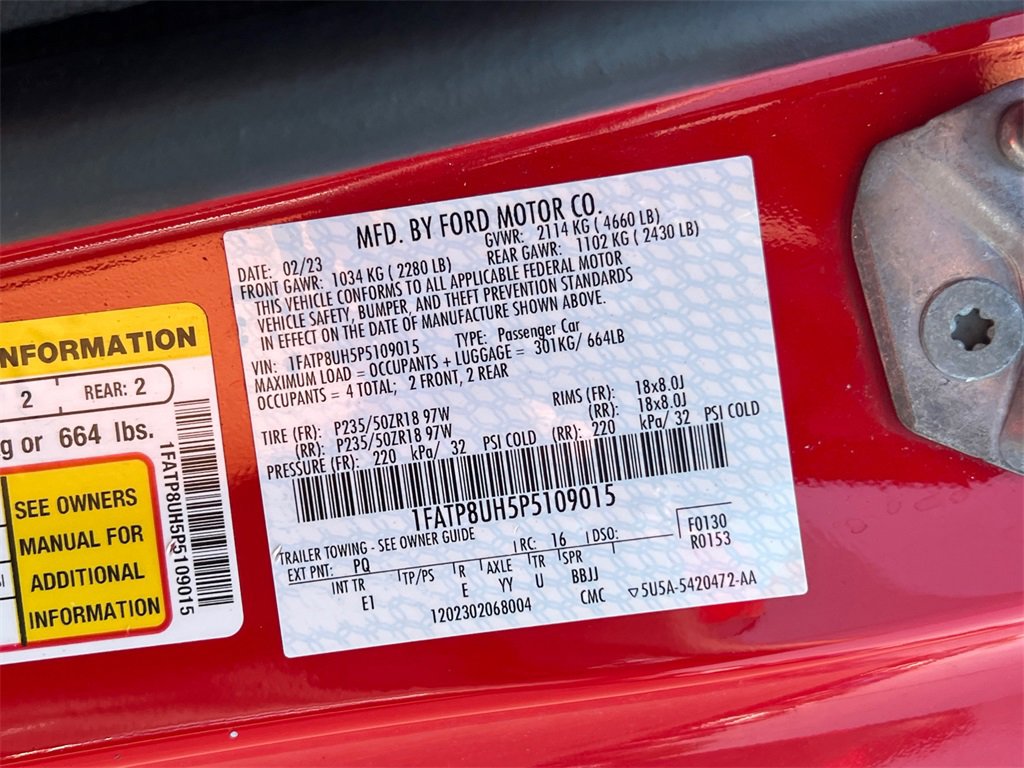 NFORMATION
2 REAR: 2
g or 664 lbs.
SEE OWNERS
MANUAL FOR
ADDITIONAL
INFORMATION
1FATP8UH5P5109015
MFD. BY FORD MOTOR CO.
DATE: 02/23 GVWR: 2114 KG ( 4660 LB)
FRONT GAWR: 1034 KG ( 2280 LB) REAR GAWR: 1102 KG ( 2430 LB)
THIS VEHICLE CONFORMS TO ALL APPLICABLE FEDERAL MOTOR
VEHICLE SAFETY, BUMPER, AND THEFT PREVENTION STANDARDS
IN EFFECT ON THE DATE OF MANUFACTURE SHOWN ABOVE.
VIN: 1FATP8UH5P5109015 TYPE: Passenger Car
MAXIMUM LOAD = OCCUPANTS + LUGGAGE = 301KG/ 664LB
OCCUPANTS = 4 TOTAL; 2 FRONT, 2 REAR
TIRE (FR): P235/50ZR18 97W RIMS (FR): 18x8.0J
(RR): P235/50ZR18 97W (RR): 18x8.0J
PRESSURE (FR): 220 kPa/ 32 PSI COLD (RR): 220 kPa/ 32 PSI COLD
1FATP8UH5P5109015
TRAILER TOWING - SEE OWNER GUIDE F0130
EXT PNT: PQ RC: 16 DSO: R0153
INT TR TP/PS R AXLE TR SPR
E1 E YY U BBJJ
1202302068004 CMC ▽5U5A-5420472-AA